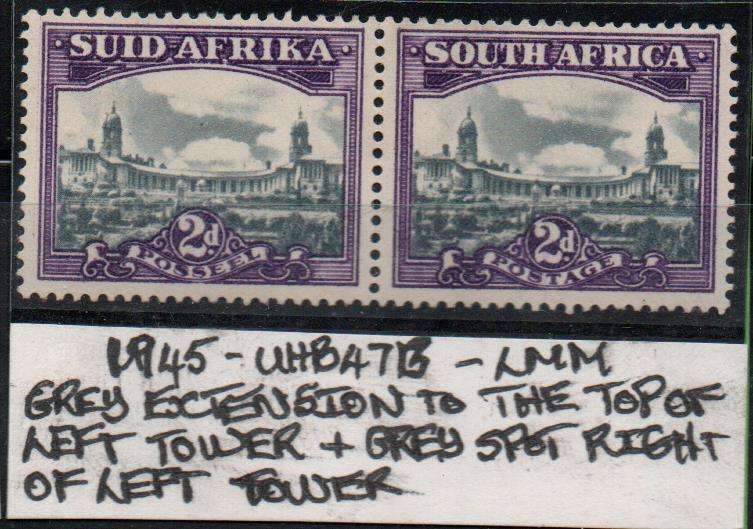 SUID AFRIKA
2d
POSSEEL
SOUTH AFRICA
2d
POSTAGE
1945 - UHB47B - LMM
GREY EXTENSION TO THE TOP OF
LEFT TOWER + GREY SPOT RIGHT
OF LEFT TOWER